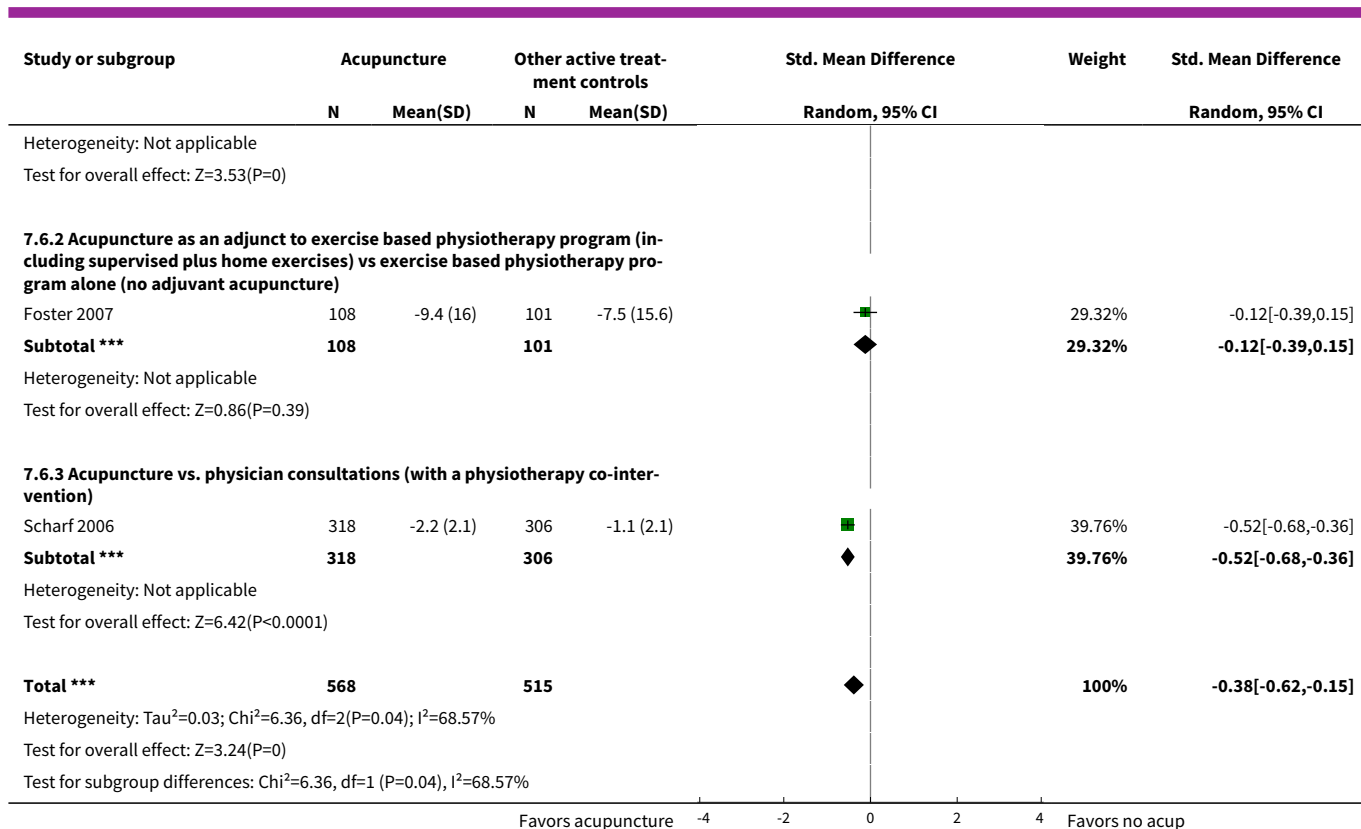 Study or subgroup Acupuncture Other active treat- Std. Mean Difference Weight Std. Mean Difference
ment controls
N Mean(SD) N Mean(SD) Random, 95% CI Random, 95% CI
Heterogeneity: Not applicable
Test for overall effect: Z=3.53(P=0)
7.6.2 Acupuncture as an adjunct to exercise based physiotherapy program (in-
cluding supervised plus home exercises) vs exercise based physiotherapy pro-
gram alone (no adjuvant acupuncture)
Foster 2007 108 -9.4 (16) 101 -7.5 (15.6) 29.32% -0.12[-0.39,0.15]
Subtotal *** 108 101 29.32% -0.12[-0.39,0.15]
Heterogeneity: Not applicable
Test for overall effect: Z=0.86(P=0.39)
7.6.3 Acupuncture vs. physician consultations (with a physiotherapy co-inter-
vention)
Scharf 2006 318 -2.2 (2.1) 306 -1.1 (2.1) 39.76% -0.52[-0.68,-0.36]
Subtotal *** 318 306 39.76% -0.52[-0.68,-0.36]
Heterogeneity: Not applicable
Test for overall effect: Z=6.42(P<0.0001)
Total *** 568 515 100% -0.38[-0.62,-0.15]
Heterogeneity: Tau²=0.03; Chi²=6.36, df=2(P=0.04); I²=68.57%
Test for overall effect: Z=3.24(P=0)
Test for subgroup differences: Chi²=6.36, df=1 (P=0.04), I²=68.57%
Favors acupuncture -4 -2 0 2 4 Favors no acup